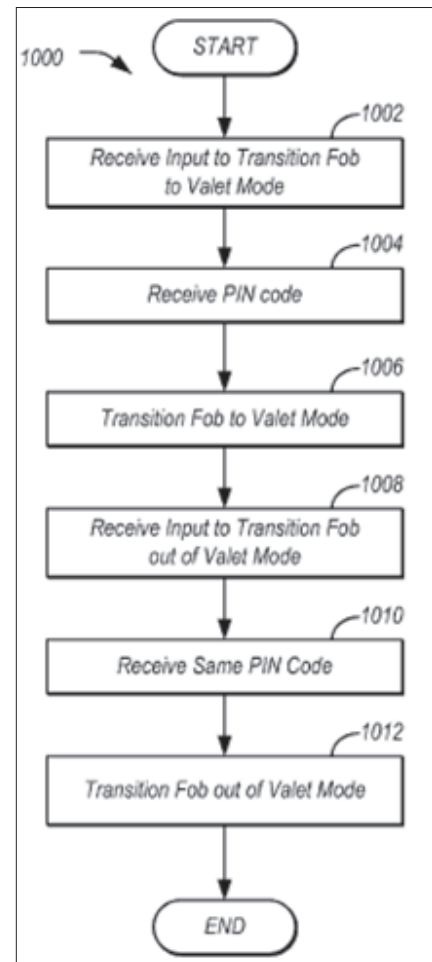 START
1000
1002
Receive Input to Transition Fob
to Valet Mode
1004
Receive PIN code
1006
Transition Fob to Valet Mode
1008
Receive Input to Transition Fob
out of Valet Mode
1010
Receive Same PIN Code
1012
Transition Fob out of Valet Mode
END